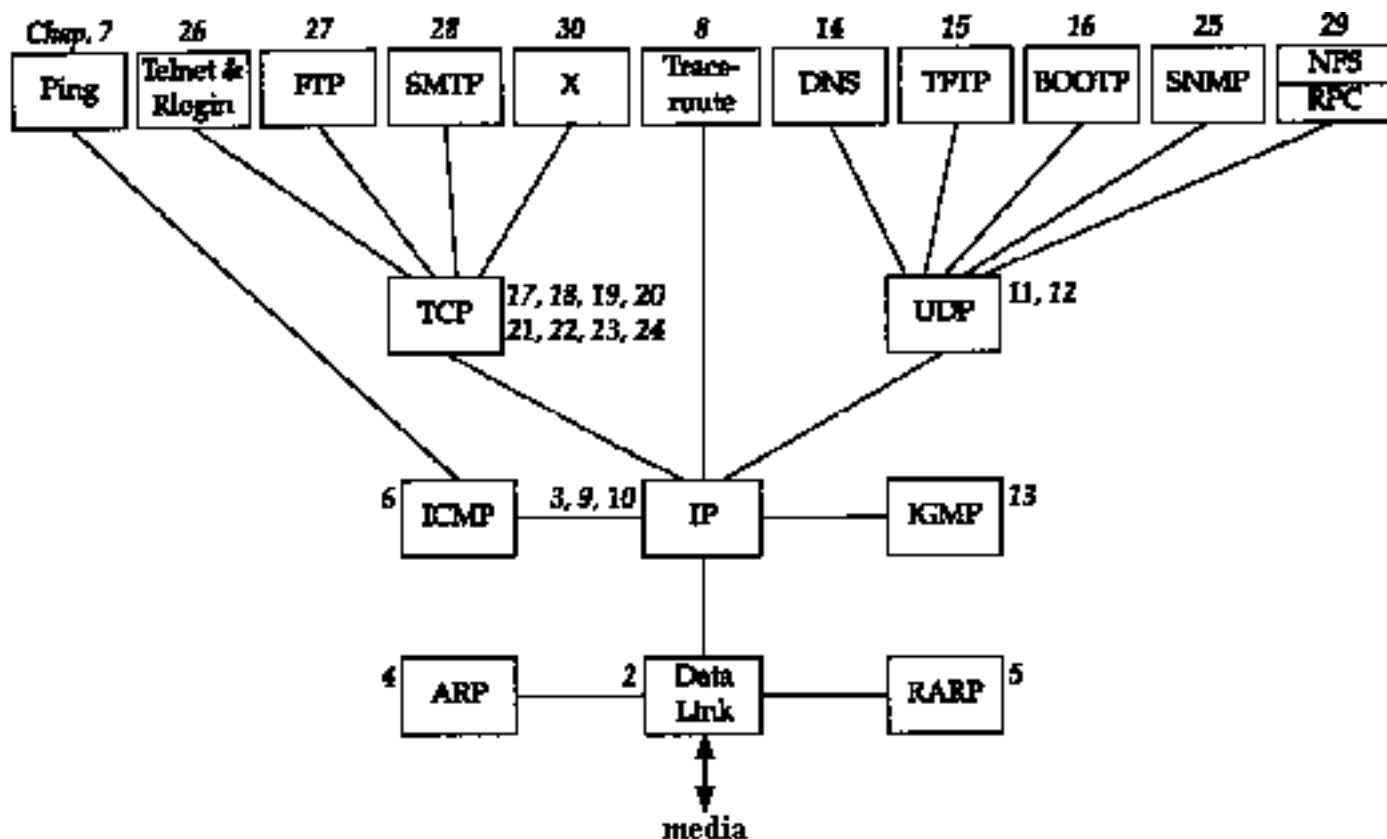 Chap. 7 26 27 28 30 8 14 15 16 25 29
Ping
Telnet &
Rlogin
FTP
SMTP
X
Trace-
route
DNS
TFTP
BOOTP
SNMP
NFS
RPC
TCP
17, 18, 19, 20
21, 22, 23, 24
UDP
11, 12
6
ICMP
3, 9, 10
IP
IGMP
13
4
ARP
2
Data
Link
RARP
5
media